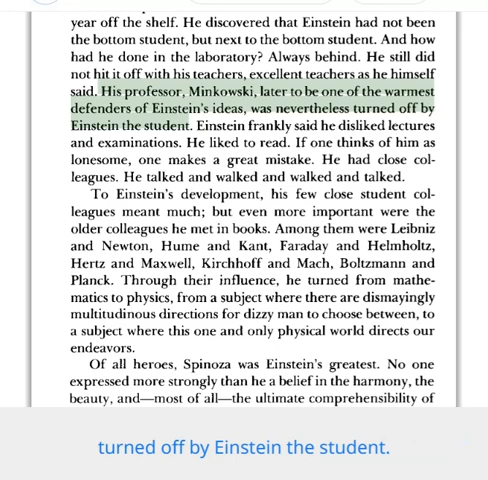 year off the shelf. He discovered that Einstein had not been
the bottom student, but next to the bottom student. And how
had he done in the laboratory? Always behind. He still did
not hit it off with his teachers, excellent teachers as he himself
said. His professor, Minkowski, later to be one of the warmest
defenders of Einstein's ideas, was nevertheless turned off by
Einstein the student. Einstein frankly said he disliked lectures
and examinations. He liked to read. If one thinks of him as
lonesome, one makes a great mistake. He had close col-
leagues. He talked and walked and walked and talked.
To Einstein's development, his few close student col-
leagues meant much; but even more important were the
older colleagues he met in books. Among them were Leibniz
and Newton, Hume and Kant, Faraday and Helmholtz,
Hertz and Maxwell, Kirchhoff and Mach, Boltzmann and
Planck. Through their influence, he turned from mathe-
matics to physics, from a subject where there are dismayingly
multitudinous directions for dizzy man to choose between, to
a subject where this one and only physical world directs our
endeavors.
Of all heroes, Spinoza was Einstein's greatest. No one
expressed more strongly than he a belief in the harmony, the
beauty, and—most of all—the ultimate comprehensibility of
turned off by Einstein the student.